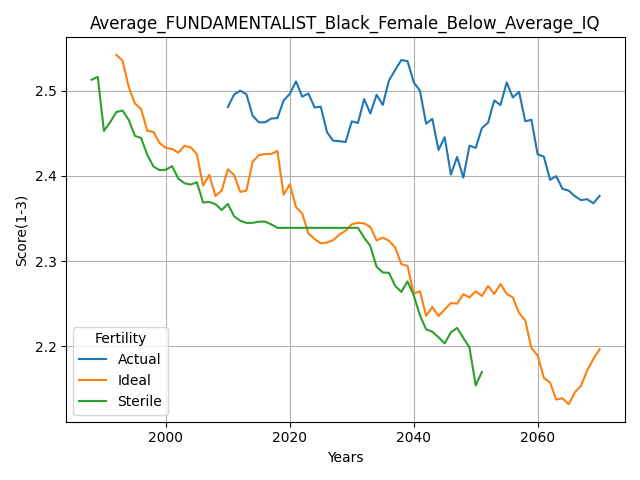 Average_FUNDAMENTALIST_Black_Female_Below_Average_IQ
Score(1-3)
2.5
2.4
2.3
2.2
Fertility
Actual
Ideal
Sterile
2000
2020
2040
2060
Years